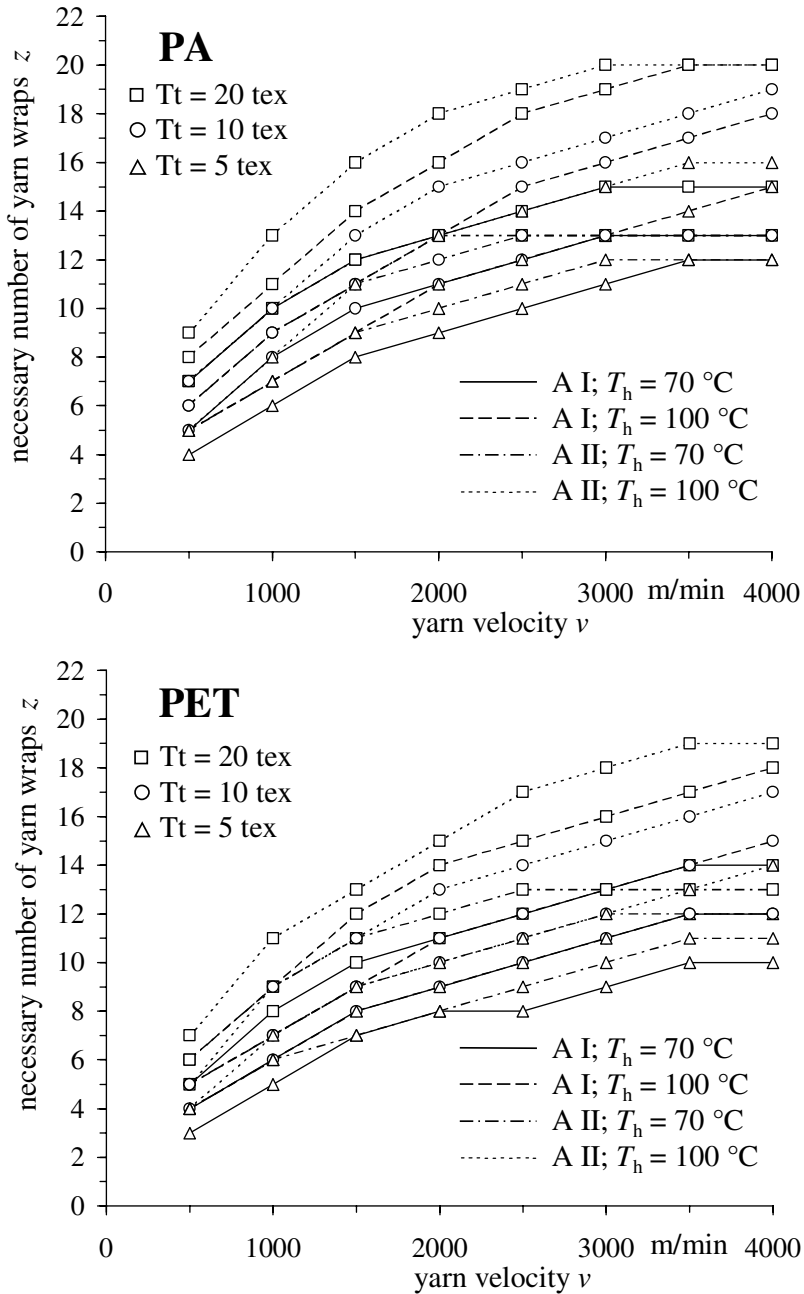 22
20
18
16
14
12
10
8
6
4
2
0
necessary number of yarn wraps z
PA
Tt = 20 tex
Tt = 10 tex
Tt = 5 tex
A I; Th = 70 °C
A I; Th = 100 °C
A II; Th = 70 °C
A II; Th = 100 °C
0 1000 2000 3000 m/min 4000
yarn velocity v
22
20
18
16
14
12
10
8
6
4
2
0
necessary number of yarn wraps z
PET
Tt = 20 tex
Tt = 10 tex
Tt = 5 tex
A I; Th = 70 °C
A I; Th = 100 °C
A II; Th = 70 °C
A II; Th = 100 °C
0 1000 2000 3000 m/min 4000
yarn velocity v